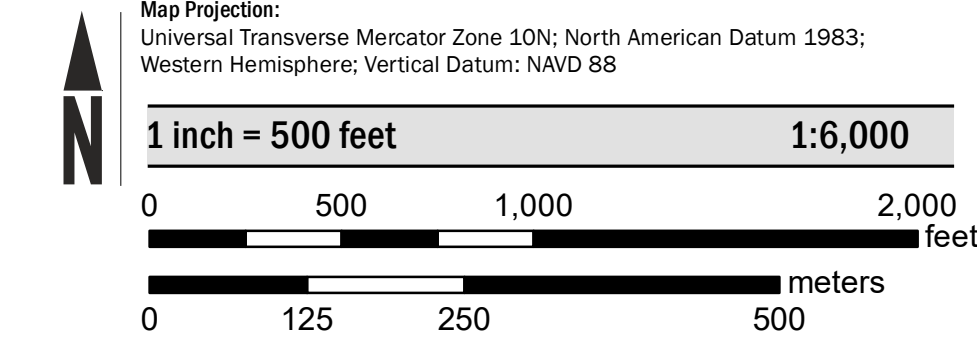 Map Projection:
Universal Transverse Mercator Zone 10N; North American Datum 1983;
Western Hemisphere; Vertical Datum: NAVD 88
N
1 inch = 500 feet 1:6,000
0 500 1,000 2,000
feet
meters
0 125 250 500